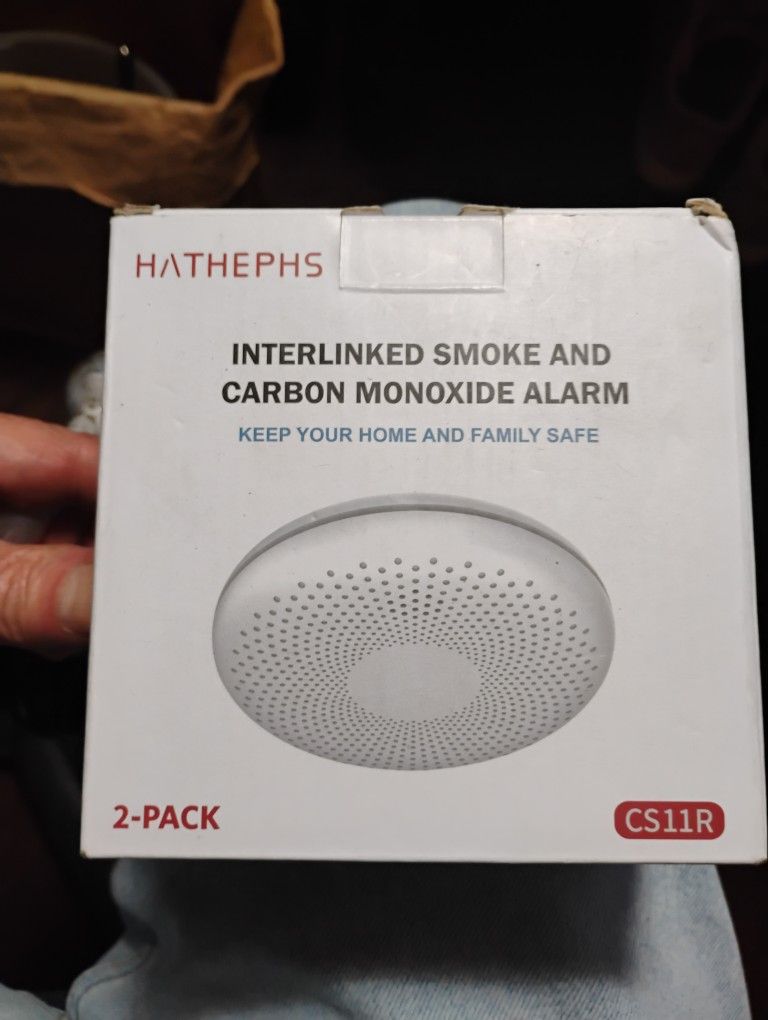 HATHEPHS
INTERLINKED SMOKE AND
CARBON MONOXIDE ALARM
KEEP YOUR HOME AND FAMILY SAFE
2-PACK
CS11R